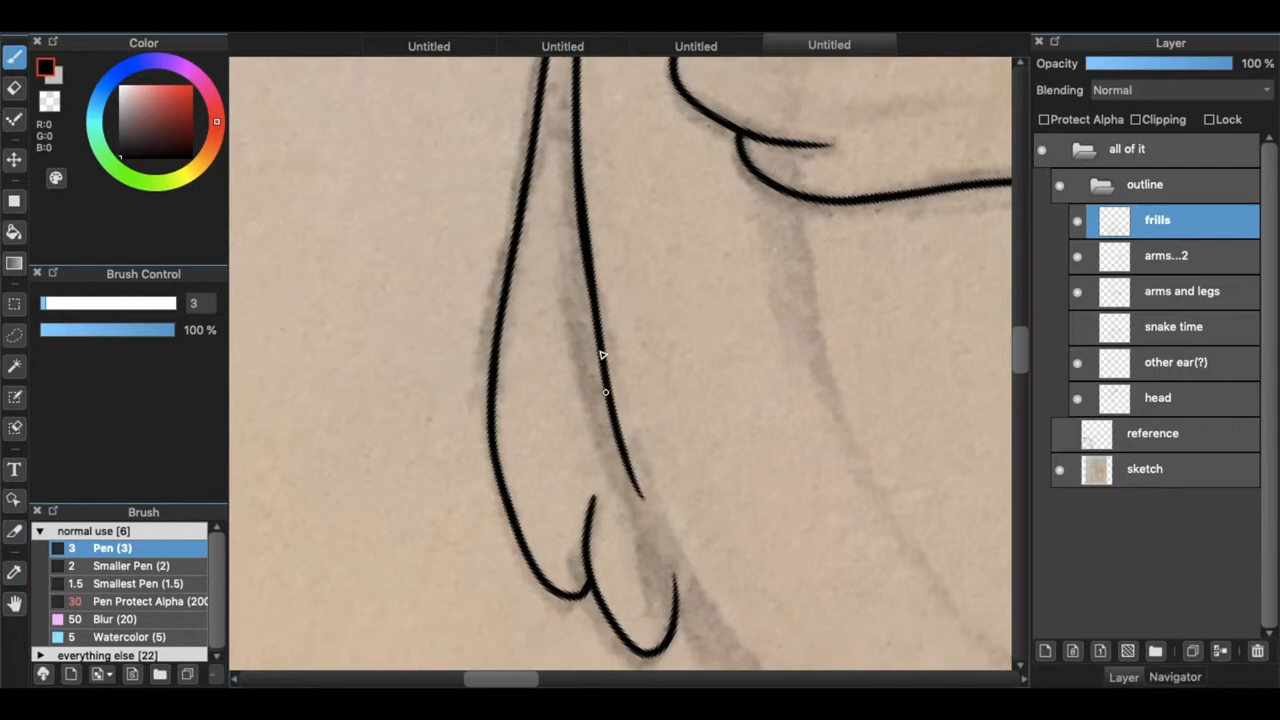 Color
R:0
G:0
B:0
Brush Control
3
100 %
Brush
normal use [6]
3 Pen (3)
2 Smaller Pen (2)
1.5 Smallest Pen (1.5)
30 Pen Protect Alpha (200
50 Blur (20)
5 Watercolor (5)
everything else [22]
T
Untitled Untitled Untitled Untitled
Layer
Opacity 100 %
Blending Normal
Protect Alpha Clipping Lock
all of it
outline
frills
arms...2
arms and legs
snake time
other ear(?)
head
reference
sketch
Layer Navigator